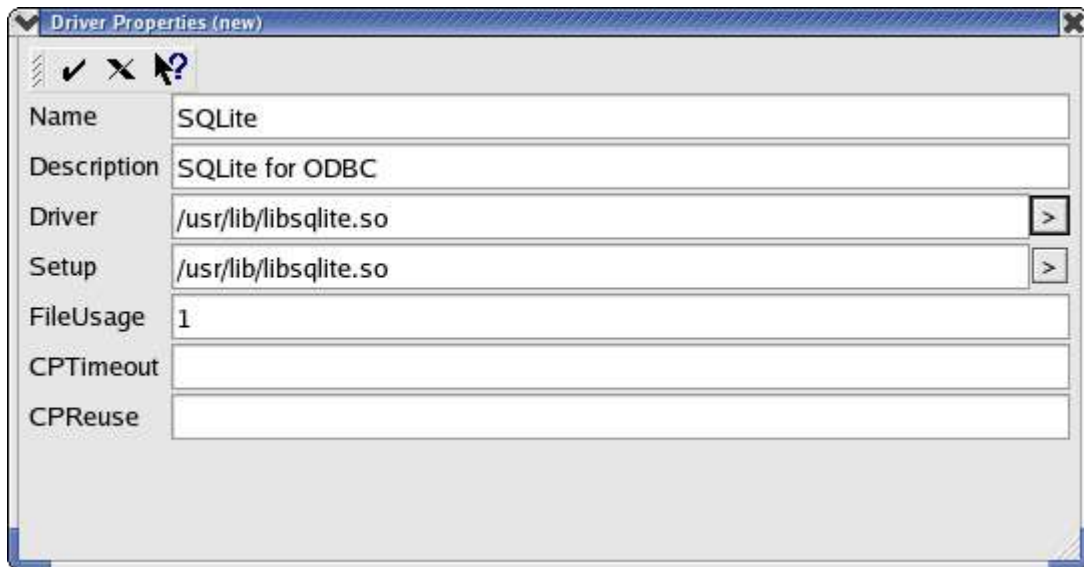 Driver Properties (new)
?
Name SQLite
Description SQLite for ODBC
Driver /usr/lib/libsqlite.so >
Setup /usr/lib/libsqlite.so >
FileUsage 1
CPTimeout
CPReuse